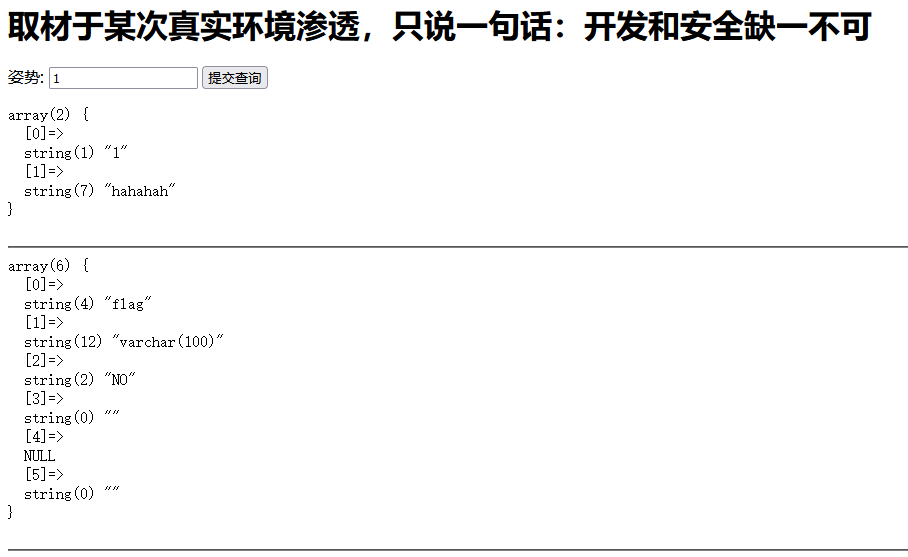 取材于某次真实环境渗透，只说一句话：开发和安全缺一不可
姿势: 1 提交查询
array(2) {
  [0]=>
  string(1) "1"
  [1]=>
  string(7) "hahahah"
}
array(6) {
  [0]=>
  string(4) "flag"
  [1]=>
  string(12) "varchar(100)"
  [2]=>
  string(2) "NO"
  [3]=>
  string(0) ""
  [4]=>
  NULL
  [5]=>
  string(0) ""
}